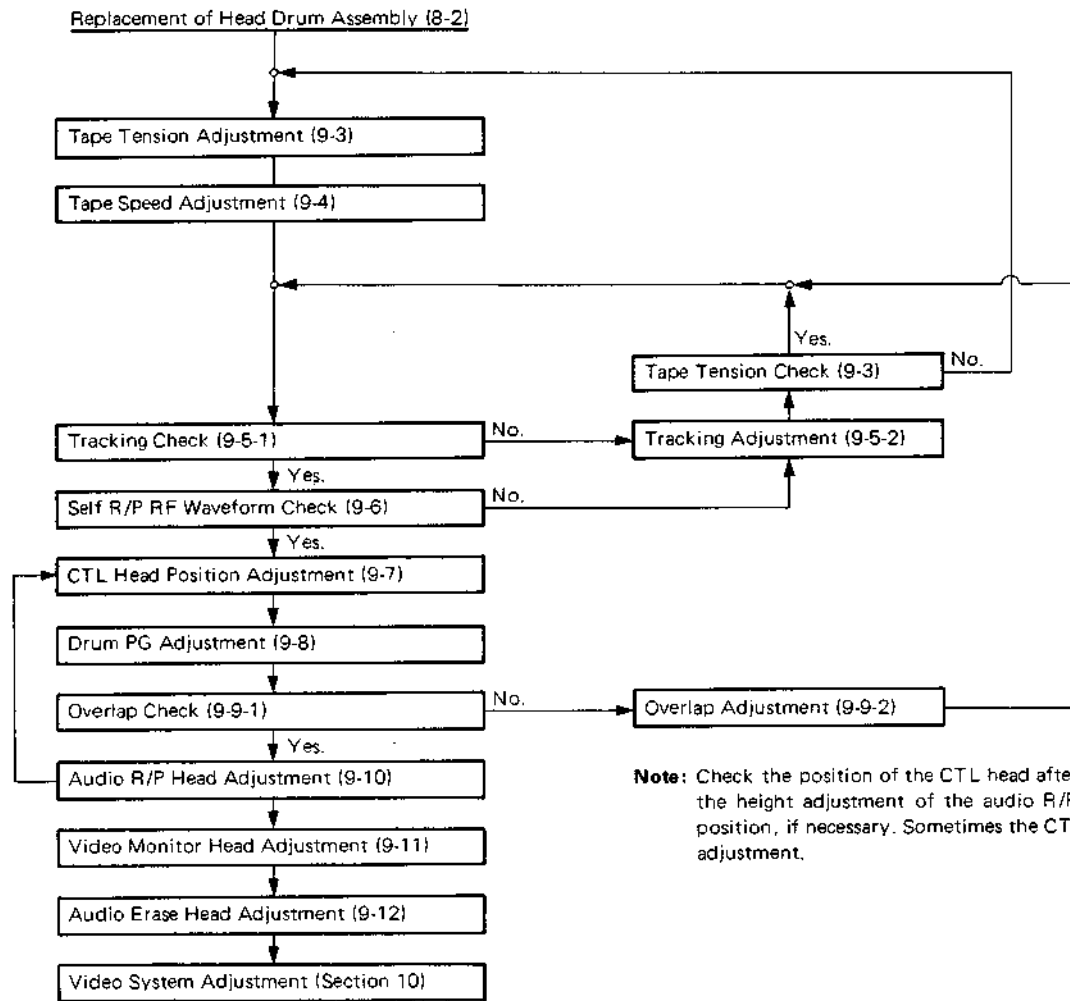 Replacement of Head Drum Assembly (8-2)
Tape Tension Adjustment (9-3)
Tape Speed Adjustment (9-4)
Yes.
Tape Tension Check (9-3)
No.
Tracking Check (9-5-1)
No.
Tracking Adjustment (9-5-2)
Yes.
Self R/P RF Waveform Check (9-6)
No.
Yes.
CTL Head Position Adjustment (9-7)
Drum PG Adjustment (9-8)
Overlap Check (9-9-1)
No.
Overlap Adjustment (9-9-2)
Yes.
Audio R/P Head Adjustment (9-10)
Note: Check the position of the CTL head afte
the height adjustment of the audio R/P
position, if necessary. Sometimes the CT
adjustment.
Video Monitor Head Adjustment (9-11)
Audio Erase Head Adjustment (9-12)
Video System Adjustment (Section 10)